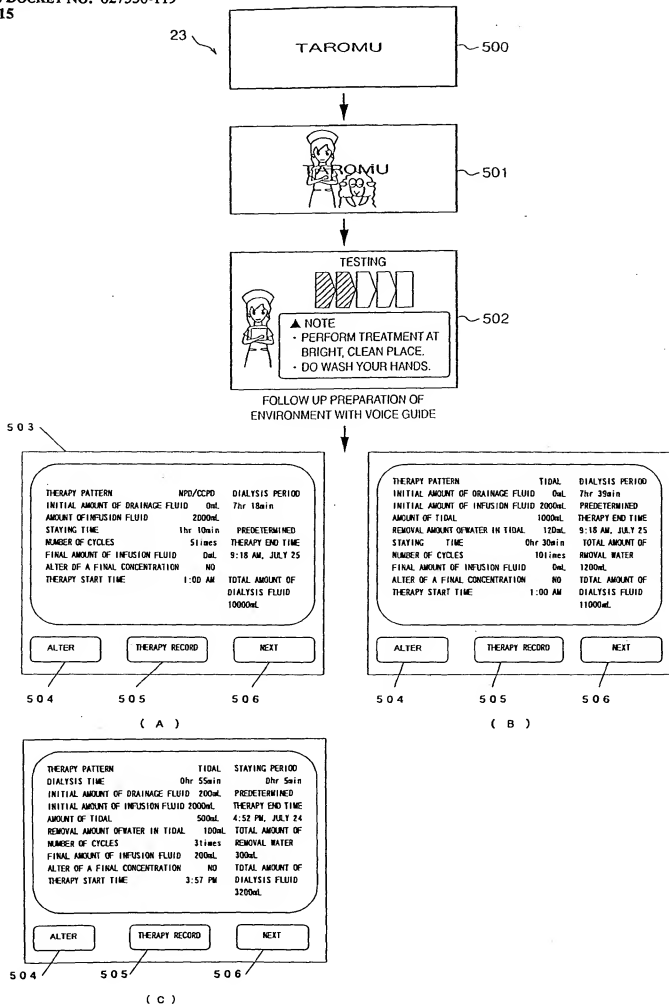 DOCKET NO. 027550-119
15
23
TAROMU
500
TAROMU
501
TESTING
▲ NOTE
· PERFORM TREATMENT AT
BRIGHT, CLEAN PLACE.
· DO WASH YOUR HANDS.
502
FOLLOW UP PREPARATION OF
ENVIRONMENT WITH VOICE GUIDE
503
THERAPY PATTERN NPD/CCPD DIALYSIS PERIOD
INITIAL AMOUNT OF DRAINAGE FLUID 0mL 7hr 18min
AMOUNT OF INFUSION FLUID 2000mL
STAYING TIME 1hr 10min PREDETERMINED
NUMBER OF CYCLES 5times THERAPY END TIME
FINAL AMOUNT OF INFUSION FLUID 0mL 9:18 AM, JULY 25
ALTER OF A FINAL CONCENTRATION NO
THERAPY START TIME 1:00 AM TOTAL AMOUNT OF
DIALYSIS FLUID
10000mL
ALTER THERAPY RECORD NEXT
504 505 506
( A )
THERAPY PATTERN TIDAL DIALYSIS PERIOD
INITIAL AMOUNT OF DRAINAGE FLUID 0mL 7hr 39min
INITIAL AMOUNT OF INFUSION FLUID 2000mL PREDETERMINED
AMOUNT OF TIDAL 1000mL THERAPY END TIME
REMOVAL AMOUNT OFWATER IN TIDAL 120mL 9:18 AM, JULY 25
STAYING TIME 0hr 30min TOTAL AMOUNT OF
NUMBER OF CYCLES 10times RMOVAL WATER
FINAL AMOUNT OF INFUSION FLUID 0mL 1200mL
ALTER OF A FINAL CONCENTRATION NO TOTAL AMOUNT OF
THERAPY START TIME 1:00 AM DIALYSIS FLUID
11000mL
ALTER THERAPY RECORD NEXT
504 505 506
( B )
THERAPY PATTERN TIDAL STAYING PERIOD
DIALYSIS TIME 0hr 55min 0hr 5min
INITIAL AMOUNT OF DRAINAGE FLUID 200mL PREDETERMINED
INITIAL AMOUNT OF INFUSION FLUID 2000mL THERAPY END TIME
AMOUNT OF TIDAL 500mL 4:52 PM, JULY 24
REMOVAL AMOUNT OFWATER IN TIDAL 100mL TOTAL AMOUNT OF
NUMBER OF CYCLES 3times REMOVAL WATER
FINAL AMOUNT OF INFUSION FLUID 200mL 300mL
ALTER OF A FINAL CONCENTRATION NO TOTAL AMOUNT OF
THERAPY START TIME 3:57 PM DIALYSIS FLUID
3200mL
ALTER THERAPY RECORD NEXT
504 505 506
( C )